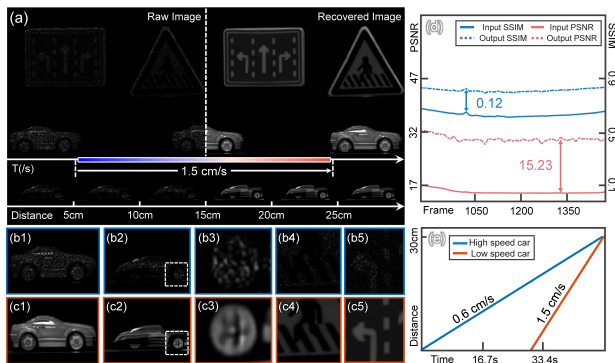 (a)
Raw Image
Recovered Image
T(/s)
1.5 cm/s
Distance
5cm
10cm
15cm
20cm
25cm
(b1)
(b2)
(b3)
(b4)
(b5)
(c1)
(c2)
(c3)
(c4)
(c5)
(d)
Input SSIM
Input PSNR
Output SSIM
Output PSNR
PSNR
SSIM
47
32
17
0.9
0.5
0.1
0.12
15.23
Frame
1050
1200
1350
(e)
High speed car
Low speed car
30cm
Distance
0.6 cm/s
1.5 cm/s
Time
16.7s
33.4s